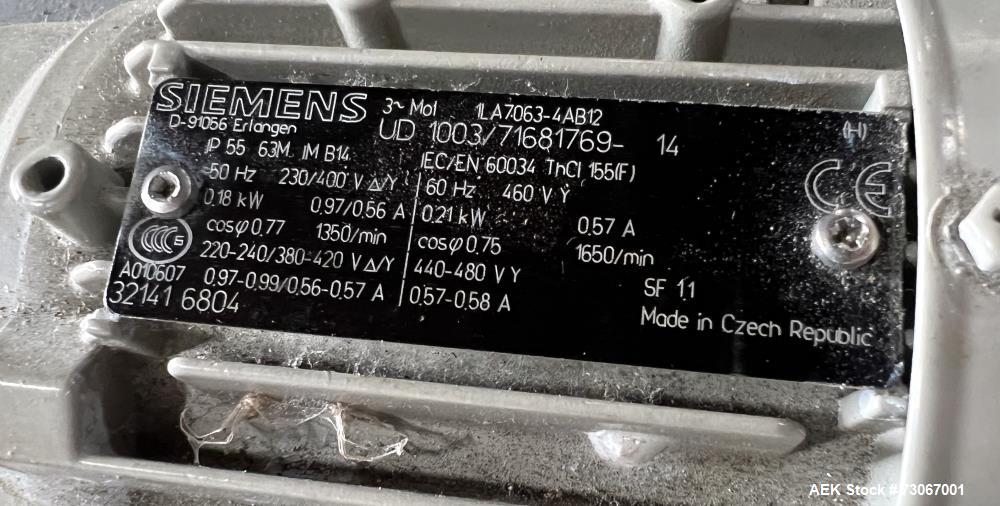 SIEMENS 3~ Mot 1LA7063-4AB12
D-91056 Erlangen UD 1003/71681769- 14 (H)
IP 55 63M IM B14 IEC/EN 60034 ThCl 155(F)
50 Hz 230/400 V Δ/Y 60 Hz 460 V Y
0.18 kW 0.97/0.56 A 0.21 kW 0.57 A
cosφ 0.77 1350/min cosφ 0.75 1650/min
220-240/380-420 V Δ/Y 440-480 V Y SF 1.1
A010607 0.97-0.99/0.56-0.57 A 0.57-0.58 A
32141 6804 Made in Czech Republic
CE
CCC S
AEK Stock #73067001